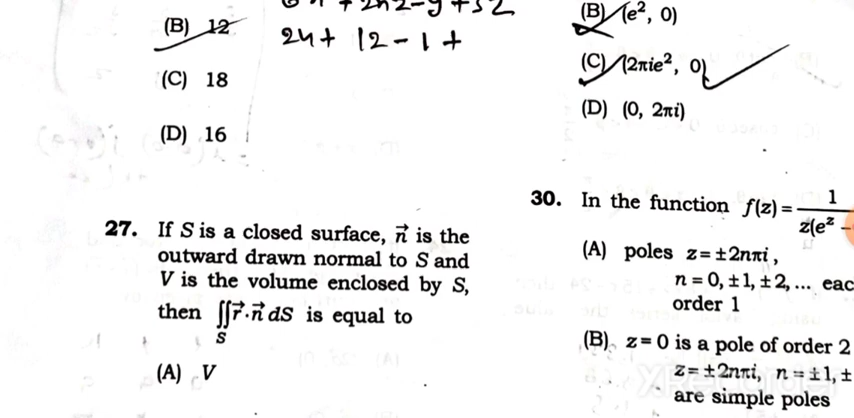 (B) 12
24 + 12 - 1 +
(C) 18
(D) 16
27. If S is a closed surface, n⃗ is the
outward drawn normal to S and
V is the volume enclosed by S,
then ∬r⃗·n⃗ dS is equal to
S
(A) V
(B) (e², 0)
(C) (2πie², 0)
(D) (0, 2πi)
30. In the function f(z) = 1
z(e^z -
(A) poles z = ±2nπi,
n = 0, ±1, ±2, ... eac
order 1
(B) z = 0 is a pole of order 2
z = ±2nπi, n = ±1, ±
are simple poles